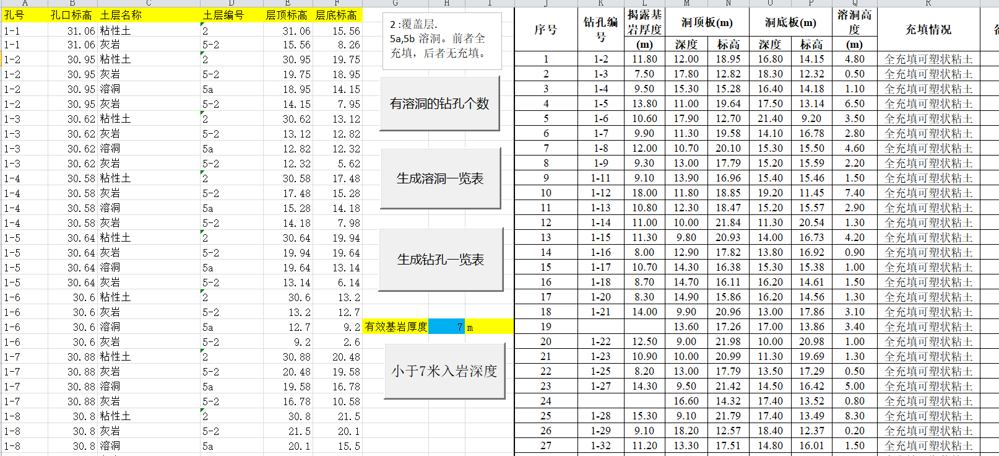 A B C D E F G H I J K L M N O P Q R
孔号 孔口标高 土层名称 土层编号 层顶标高 层底标高
1-1 31.06 粘性土 2 31.06 15.56
1-1 31.06 灰岩 5-2 15.56 8.26
1-2 30.95 粘性土 2 30.95 19.75
1-2 30.95 灰岩 5-2 19.75 18.95
1-2 30.95 溶洞 5a 18.95 14.15
1-2 30.95 灰岩 5-2 14.15 7.95
1-3 30.62 粘性土 2 30.62 13.12
1-3 30.62 灰岩 5-2 13.12 12.82
1-3 30.62 溶洞 5a 12.82 12.32
1-3 30.62 灰岩 5-2 12.32 5.62
1-4 30.58 粘性土 2 30.58 17.48
1-4 30.58 灰岩 5-2 17.48 15.28
1-4 30.58 溶洞 5a 15.28 14.18
1-4 30.58 灰岩 5-2 14.18 7.98
1-5 30.64 粘性土 2 30.64 19.94
1-5 30.64 灰岩 5-2 19.94 19.64
1-5 30.64 溶洞 5a 19.64 13.14
1-5 30.64 灰岩 5-2 13.14 6.14
1-6 30.6 粘性土 2 30.6 13.2
1-6 30.6 灰岩 5-2 13.2 12.7
1-6 30.6 溶洞 5a 12.7 9.2
1-6 30.6 灰岩 5-2 9.2 2.6
1-7 30.88 粘性土 2 30.88 20.48
1-7 30.88 灰岩 5-2 20.48 19.58
1-7 30.88 溶洞 5a 19.58 16.78
1-7 30.88 灰岩 5-2 16.78 10.58
1-8 30.8 粘性土 2 30.8 21.5
1-8 30.8 灰岩 5-2 21.5 20.1
1-8 30.8 溶洞 5a 20.1 15.5
2 :覆盖层.
5a,5b 溶洞。前者全
充填，后者无充填。
有溶洞的钻孔个数
生成溶洞一览表
生成钻孔一览表
有效基岩厚度 7 m
小于7米入岩深度
序号 钻孔编号 揭露基岩厚度 洞顶板(m) 洞底板(m) 溶洞高度 充填情况
(m) 深度 标高 深度 标高 (m)
1 1-2 11.80 12.00 18.95 16.80 14.15 4.80 全充填可塑状粘土
2 1-3 7.50 17.80 12.82 18.30 12.32 0.50 全充填可塑状粘土
3 1-4 9.50 15.30 15.28 16.40 14.18 1.10 全充填可塑状粘土
4 1-5 13.80 11.00 19.64 17.50 13.14 6.50 全充填可塑状粘土
5 1-6 10.60 17.90 12.70 21.40 9.20 3.50 全充填可塑状粘土
6 1-7 9.90 11.30 19.58 14.10 16.78 2.80 全充填可塑状粘土
7 1-8 12.00 10.70 20.10 15.30 15.50 4.60 全充填可塑状粘土
8 1-9 9.30 13.00 17.79 15.20 15.59 2.20 全充填可塑状粘土
9 1-11 9.10 13.90 16.96 15.40 15.46 1.50 全充填可塑状粘土
10 1-12 18.00 11.80 18.85 19.20 11.45 7.40 全充填可塑状粘土
11 1-13 10.80 12.30 18.47 15.20 15.57 2.90 全充填可塑状粘土
12 1-14 11.00 10.00 21.84 11.30 20.54 1.30 全充填可塑状粘土
13 1-15 11.30 9.80 20.93 14.00 16.73 4.20 全充填可塑状粘土
14 1-16 8.00 12.90 17.82 13.80 16.92 0.90 全充填可塑状粘土
15 1-17 10.70 14.30 16.38 15.30 15.38 1.00 全充填可塑状粘土
16 1-18 8.70 14.70 16.11 16.20 14.61 1.50 全充填可塑状粘土
17 1-20 8.30 14.90 15.86 16.20 14.56 1.30 全充填可塑状粘土
18 1-21 14.00 9.90 20.96 13.00 17.86 3.10 全充填可塑状粘土
19 13.60 17.26 17.00 13.86 3.40 全充填可塑状粘土
20 1-22 12.50 9.00 21.98 10.00 20.98 1.00 全充填可塑状粘土
21 1-23 10.90 10.00 20.99 11.30 19.69 1.30 全充填可塑状粘土
22 1-25 8.20 13.00 17.79 13.50 17.29 0.50 全充填可塑状粘土
23 1-27 14.30 9.50 21.42 14.50 16.42 5.00 全充填可塑状粘土
24 16.60 14.32 17.40 13.52 0.80 全充填可塑状粘土
25 1-28 15.30 9.10 21.79 17.40 13.49 8.30 全充填可塑状粘土
26 1-29 9.10 18.20 12.57 18.40 12.37 0.20 全充填可塑状粘土
27 1-32 11.20 13.30 17.51 14.80 16.01 1.50 全充填可塑状粘土